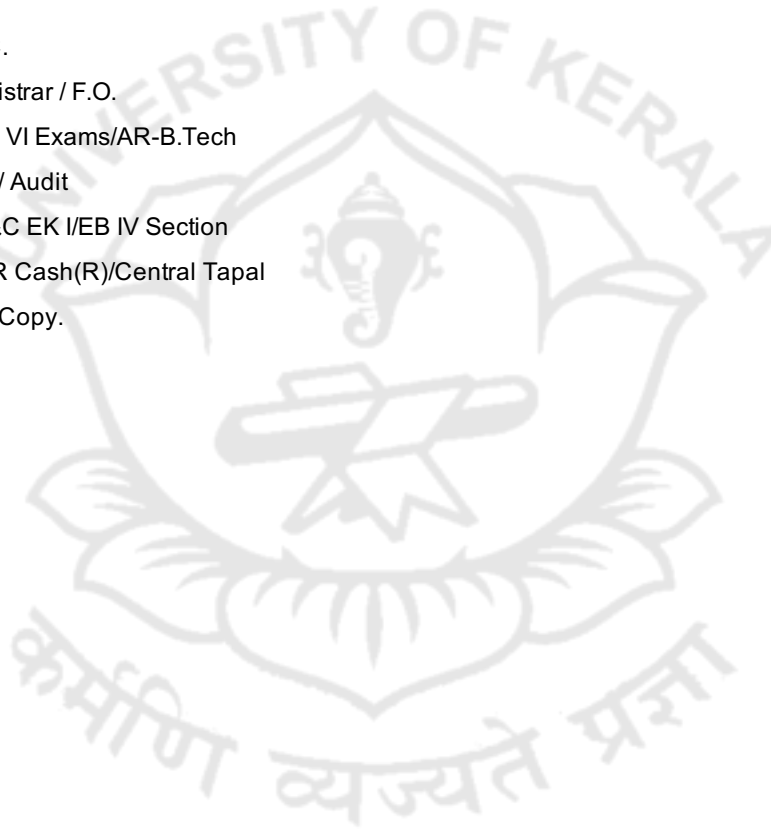 .
istrar / F.O.
VI Exams/AR-B.Tech
/ Audit
C EK I/EB IV Section
R Cash(R)/Central Tapal
Copy.
UNIVERSITY OF KERALA
कर्मणि व्यज्यते प्रज्ञा